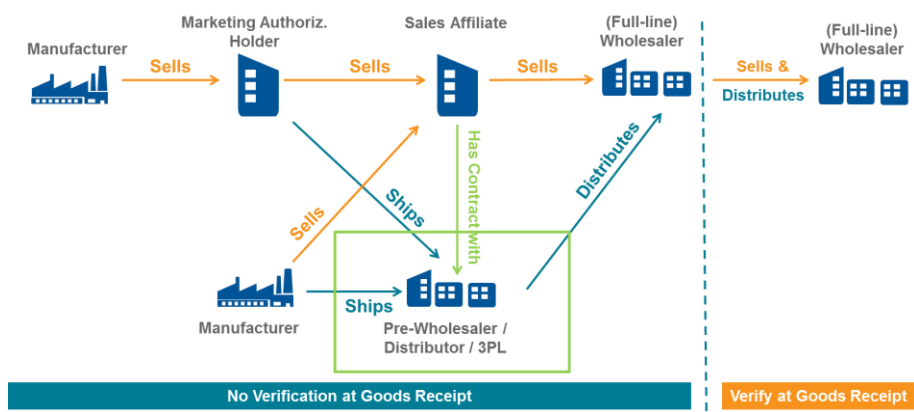 Marketing Authoriz.
Holder
Sales Affiliate
(Full-line)
Wholesaler
(Full-line)
Wholesaler
Manufacturer
Sells
Sells
Sells
Sells &
Distributes
Has Contract with
Distributes
Ships
Sells
Ships
Manufacturer
Pre-Wholesaler /
Distributor / 3PL
No Verification at Goods Receipt
Verify at Goods Receipt